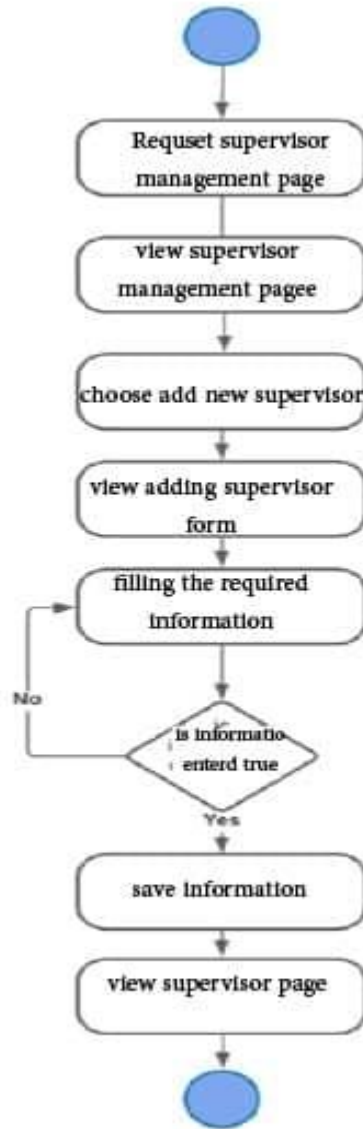 Requset supervisor
management page
view supervisor
management pagee
choose add new supervisor
view adding supervisor
form
filling the required
information
No
is informatio
enterd true
Yes
save information
view supervisor page